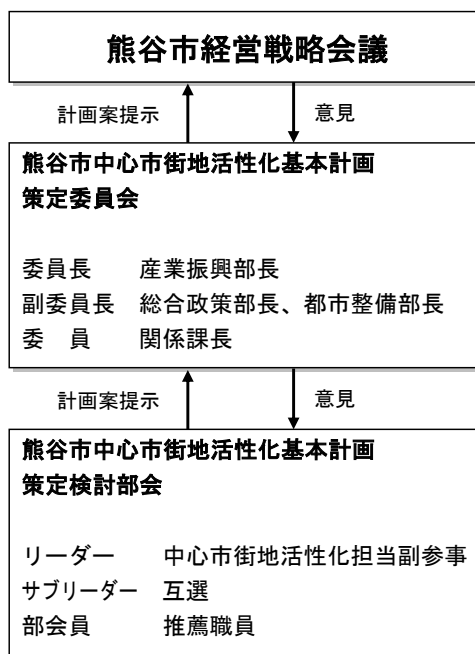 熊谷市経営戦略会議
計画案提示　意見
熊谷市中心市街地活性化基本計画
策定委員会
委員長　産業振興部長
副委員長　総合政策部長、都市整備部長
委　員　関係課長
計画案提示　意見
熊谷市中心市街地活性化基本計画
策定検討部会
リーダー　中心市街地活性化担当副参事
サブリーダー　互選
部会員　推薦職員